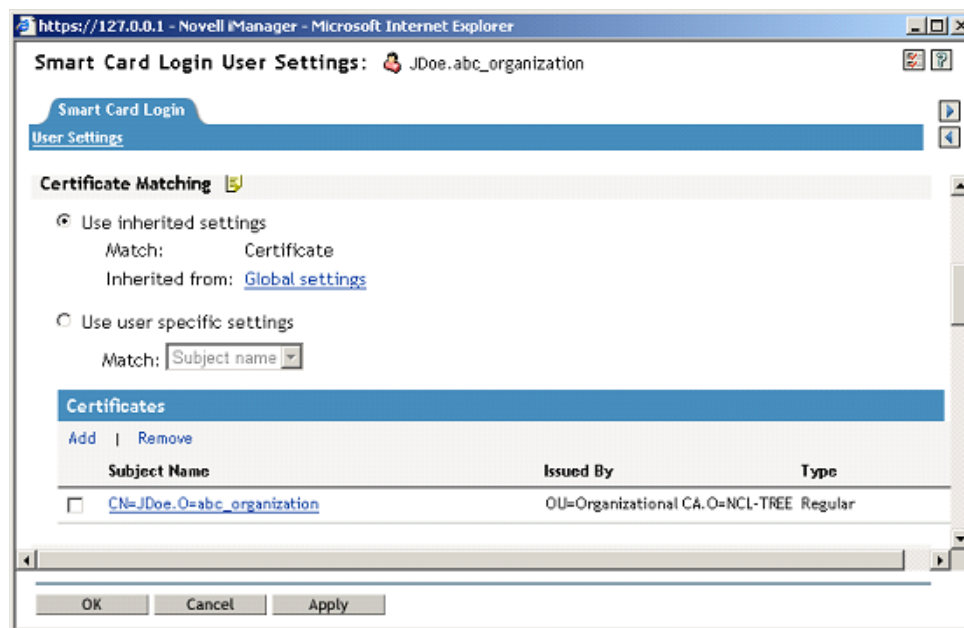 https://127.0.0.1 - Novell iManager - Microsoft Internet Explorer
Smart Card Login User Settings: JDoe.abc_organization
Smart Card Login
User Settings
Certificate Matching
Use inherited settings
Match: Certificate
Inherited from: Global settings
Use user specific settings
Match: Subject name
Certificates
Add | Remove
Subject Name Issued By Type
CN=JDoe.O=abc_organization OU=Organizational CA.O=NCL-TREE Regular
OK Cancel Apply